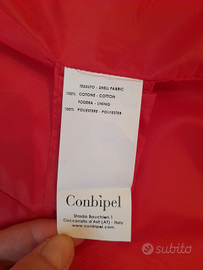 TESSUTO - SHELL FABRIC
100% COTONE - COTTON
FODERA - LINING
100% POLIESTERE - POLYESTER
Conbipel
Strada Bauchieri,1
Cocconato d'Asti (AT) - Italy
www.conbipel.com
subito